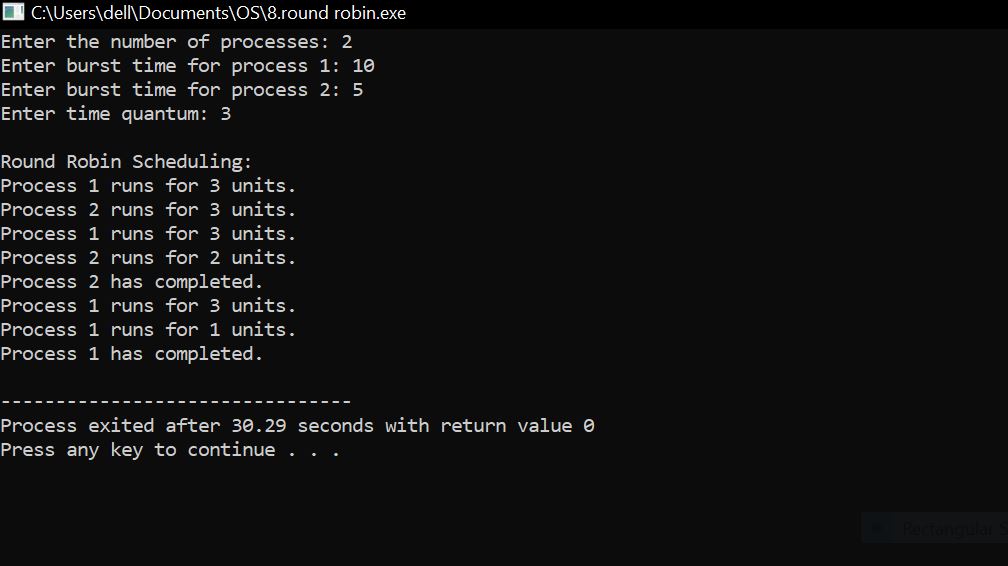 C:\Users\dell\Documents\OS\8.round robin.exe
Enter the number of processes: 2
Enter burst time for process 1: 10
Enter burst time for process 2: 5
Enter time quantum: 3
Round Robin Scheduling:
Process 1 runs for 3 units.
Process 2 runs for 3 units.
Process 1 runs for 3 units.
Process 2 runs for 2 units.
Process 2 has completed.
Process 1 runs for 3 units.
Process 1 runs for 1 units.
Process 1 has completed.
--------------------------------
Process exited after 30.29 seconds with return value 0
Press any key to continue . . .
Rectangular S